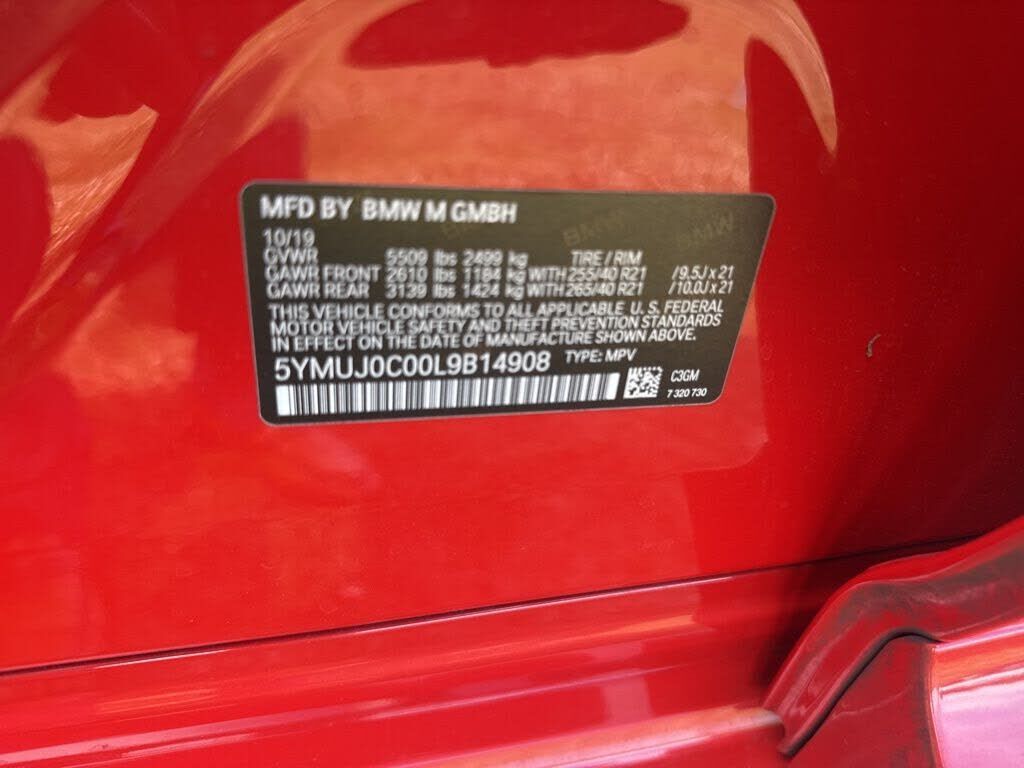 MFD BY BMW M GMBH
10/19
GVWR 5509 lbs 2499 kg TIRE / RIM
GAWR FRONT 2610 lbs 1184 kg WITH 255/40 R21 /9.5J x 21
GAWR REAR 3139 lbs 1424 kg WITH 265/40 R21 /10.0J x 21
THIS VEHICLE CONFORMS TO ALL APPLICABLE U. S. FEDERAL
MOTOR VEHICLE SAFETY AND THEFT PREVENTION STANDARDS
IN EFFECT ON THE DATE OF MANUFACTURE SHOWN ABOVE.
5YMUJ0C00L9B14908 TYPE: MPV
C3GM
7 320 730
BMW
BMW
BMW